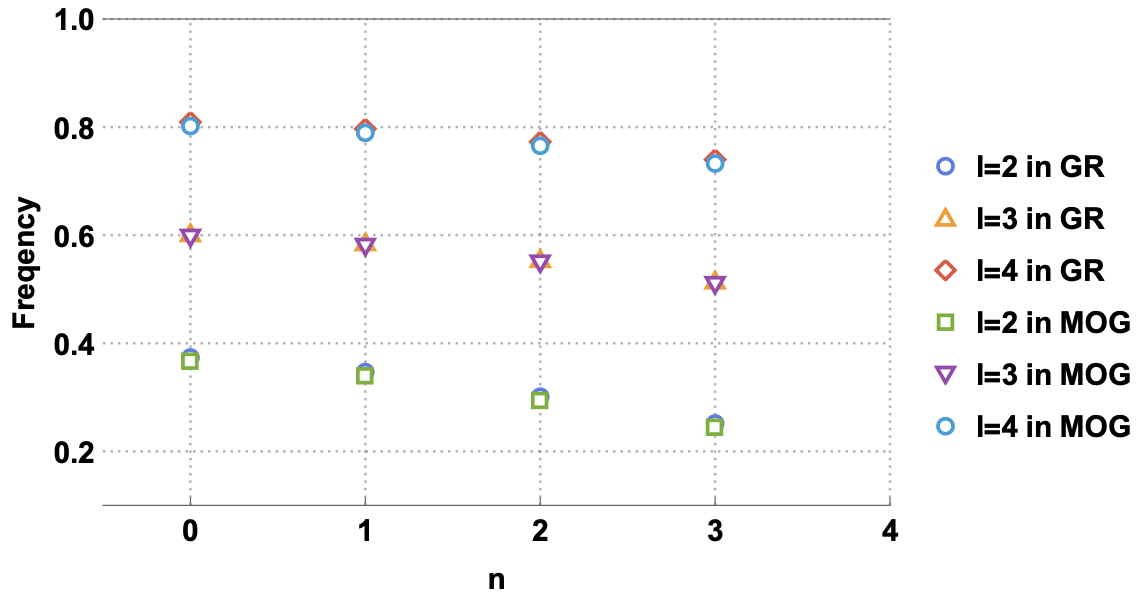 1.0
0.8
0.6
0.4
0.2
Freqency
0 1 2 3 4
n
l=2 in GR
l=3 in GR
l=4 in GR
l=2 in MOG
l=3 in MOG
l=4 in MOG